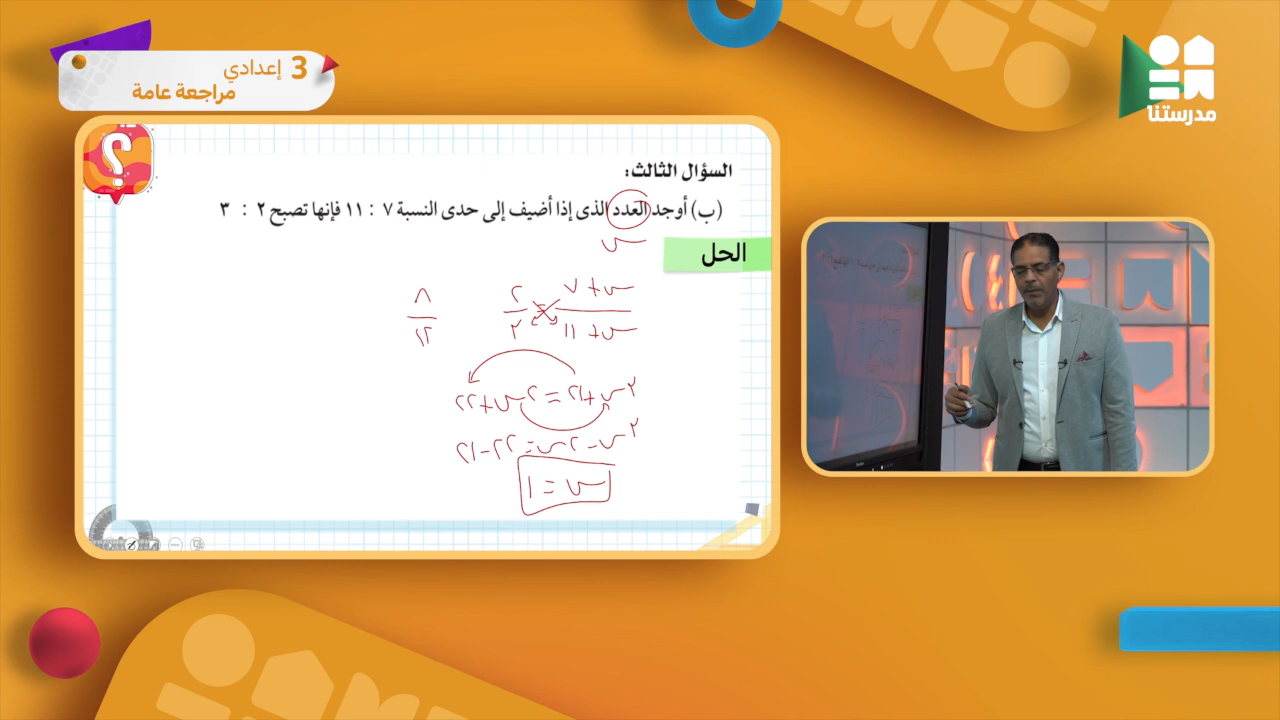 3 إعدادي
مراجعة عامة
مدرستنا
السؤال الثالث:
(ب) أوجد العدد الذى إذا أضيف إلى حدى النسبة ٧ : ١١ فإنها تصبح ٢ : ٣
الحل
س
٧ + س
١١ + س
٢
٣
٨
١٢
٣س + ٢١ = ٢س + ٢٢
٣س - ٢س = ٢٢ - ٢١
س = ١
؟